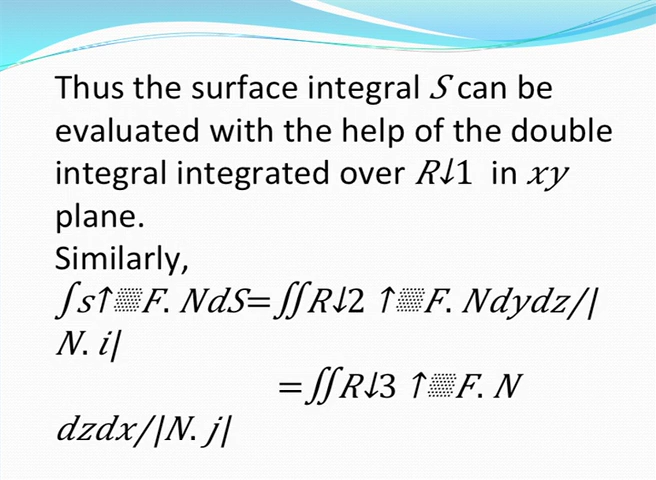 Thus the surface integral 𝑆 can be
evaluated with the help of the double
integral integrated over 𝑅↓1 in 𝑥𝑦
plane.
Similarly,
∫𝑠↑▒𝐹. 𝑁𝑑𝑆=∬𝑅↓2 ↑▒𝐹. 𝑁𝑑𝑦𝑑𝑧/|
𝑁. 𝑖|
=∬𝑅↓3 ↑▒𝐹. 𝑁
𝑑𝑧𝑑𝑥/|𝑁. 𝑗|